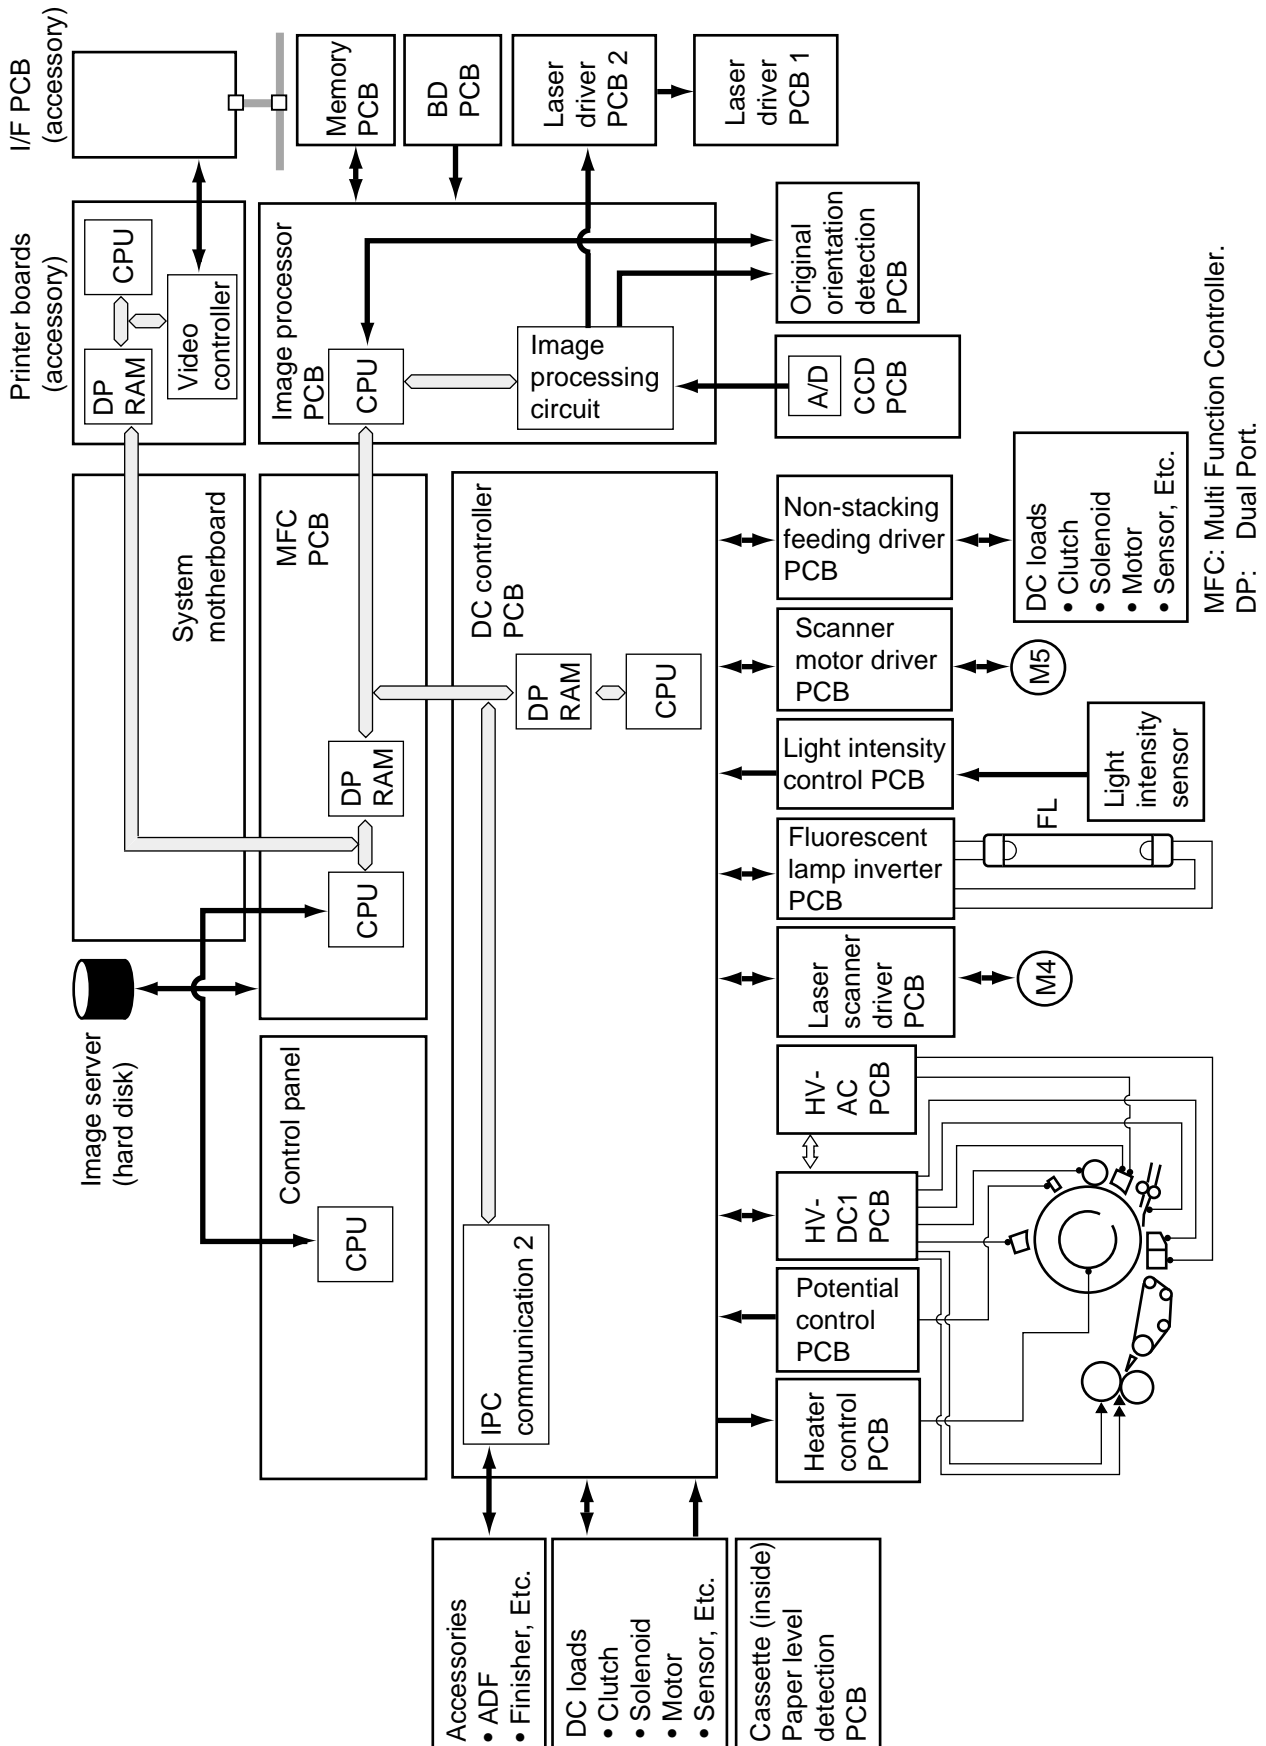 Image server
(hard disk)
Printer boards
(accessory)
I/F PCB
(accessory)
System
motherboard
DP
RAM
CPU
Video
controller
Control panel
CPU
MFC
PCB
CPU
DP
RAM
Image processor
PCB
CPU
Image
processing
circuit
Memory
PCB
BD
PCB
Laser
driver
PCB 2
Laser
driver
PCB 1
Accessories
• ADF
• Finisher, Etc.
DC loads
• Clutch
• Solenoid
• Motor
• Sensor, Etc.
Cassette (inside)
Paper level
detection
PCB
IPC
communication 2
DC controller
PCB
DP
RAM
CPU
Heater
control
PCB
Potential
control
PCB
HV-
DC1
PCB
HV-
AC
PCB
Laser
scanner
driver
PCB
M4
Fluorescent
lamp inverter
PCB
FL
Light intensity
control PCB
Light
intensity
sensor
Scanner
motor driver
PCB
M5
Non-stacking
feeding driver
PCB
DC loads
• Clutch
• Solenoid
• Motor
• Sensor, Etc.
A/D
CCD
PCB
Original
orientation
detection
PCB
MFC: Multi Function Controller.
DP: Dual Port.